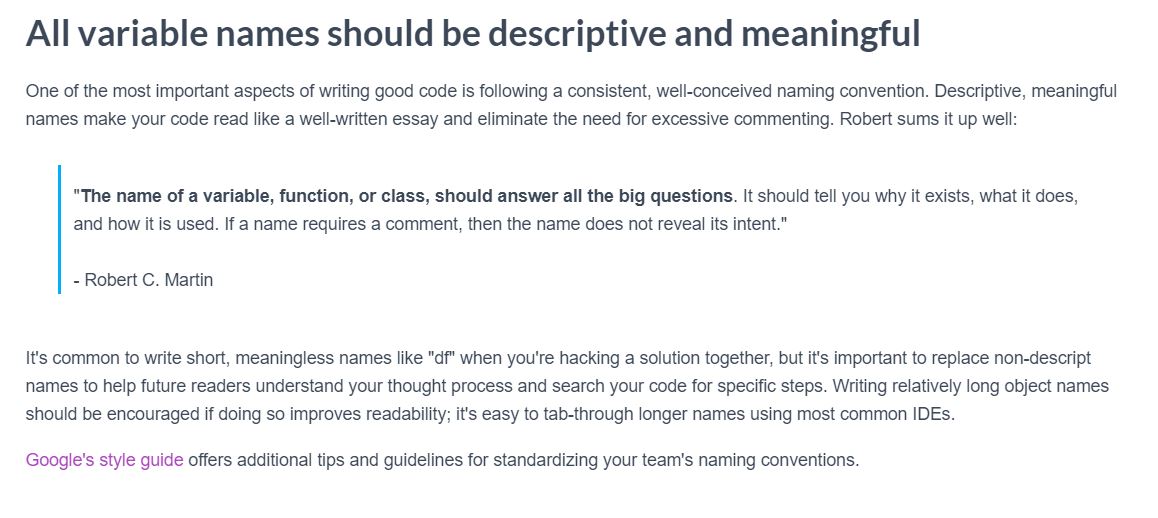 All variable names should be descriptive and meaningful
One of the most important aspects of writing good code is following a consistent, well-conceived naming convention. Descriptive, meaningful
names make your code read like a well-written essay and eliminate the need for excessive commenting. Robert sums it up well:
"The name of a variable, function, or class, should answer all the big questions. It should tell you why it exists, what it does,
and how it is used. If a name requires a comment, then the name does not reveal its intent."
- Robert C. Martin
It's common to write short, meaningless names like "df" when you're hacking a solution together, but it's important to replace non-descript
names to help future readers understand your thought process and search your code for specific steps. Writing relatively long object names
should be encouraged if doing so improves readability; it's easy to tab-through longer names using most common IDEs.
Google's style guide offers additional tips and guidelines for standardizing your team's naming conventions.